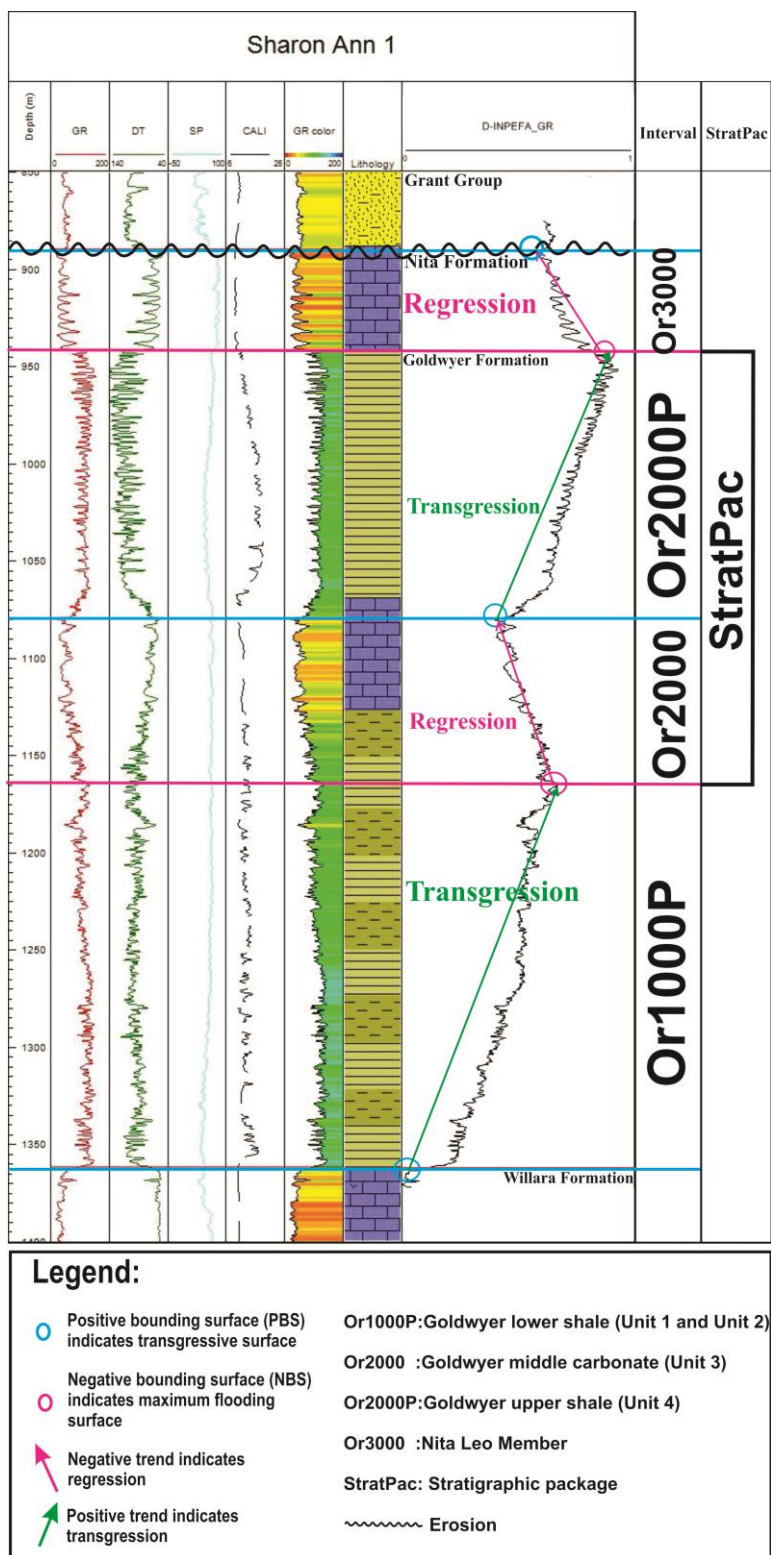 Sharon Ann 1
Depth (m)
GR
0 200
DT
140 40
SP
-50 100
CALI
6 26
GR color
0 200
Lithology
D-INPEFA_GR
0 1
Interval
StratPac
Grant Group
Nita Formation
900
Regression
Or3000
950
Goldwyer Formation
1000
Transgression
Or2000P
1050
StratPac
1100
Regression
Or2000
1150
1200
Transgression
1250
Or1000P
1300
1350
Willara Formation
1400
Legend:
Positive bounding surface (PBS)
indicates transgressive surface
Negative bounding surface (NBS)
indicates maximum flooding
surface
Negative trend indicates
regression
Positive trend indicates
transgression
Or1000P:Goldwyer lower shale (Unit 1 and Unit 2)
Or2000 :Goldwyer middle carbonate (Unit 3)
Or2000P:Goldwyer upper shale (Unit 4)
Or3000 :Nita Leo Member
StratPac: Stratigraphic package
Erosion